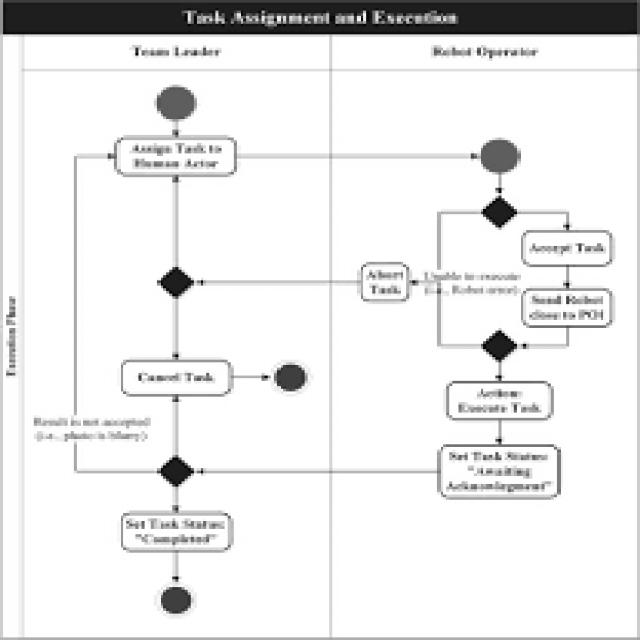 Task Assignment and Execution
Team Leader
Robot Operator
Execution Phase
Assign Task to
Human Actor
Accept Task
Abort
Task
Unable to execute
(i.e., Robot error)
Send Robot
close to POI
Cancel Task
Action:
Execute Task
Result is not accepted
(i.e., photo is blurry)
Set Task Status:
"Awaiting
Acknowlegment"
Set Task Status:
"Completed"